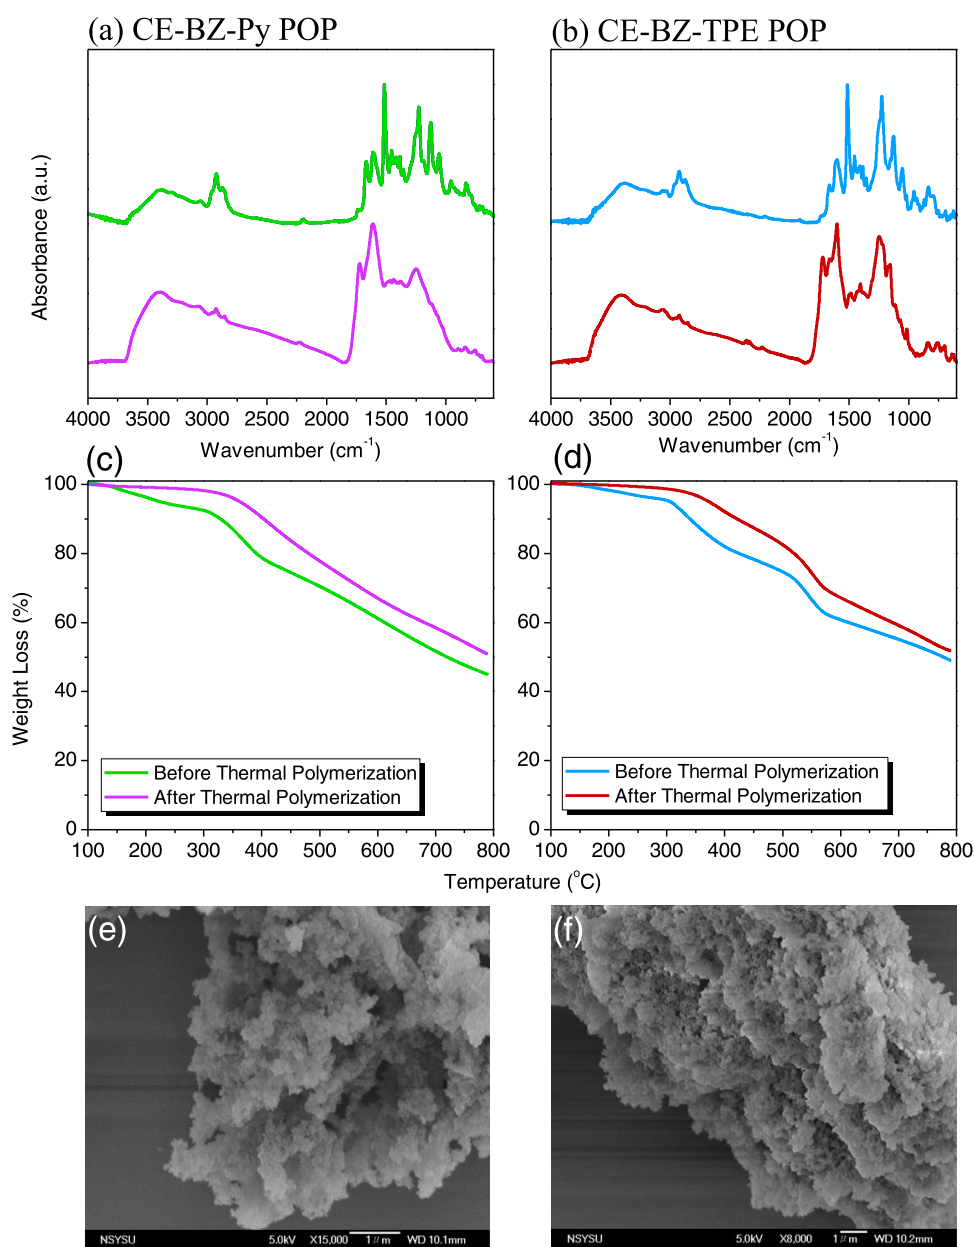 (a) CE-BZ-Py POP
(b) CE-BZ-TPE POP
Absorbance (a.u.)
4000 3500 3000 2500 2000 1500 1000
4000 3500 3000 2500 2000 1500 1000
Wavenumber (cm-1)
Wavenumber (cm-1)
(c)
(d)
Weight Loss (%)
100
80
60
40
20
0
100
80
60
40
20
0
Before Thermal Polymerization
After Thermal Polymerization
Before Thermal Polymerization
After Thermal Polymerization
100 200 300 400 500 600 700 800
100 200 300 400 500 600 700 800
Temperature (oC)
(e)
(f)
NSYSU 5.0kV X15,000 1μm WD 10.1mm
NSYSU 5.0kV X8,000 1μm WD 10.2mm